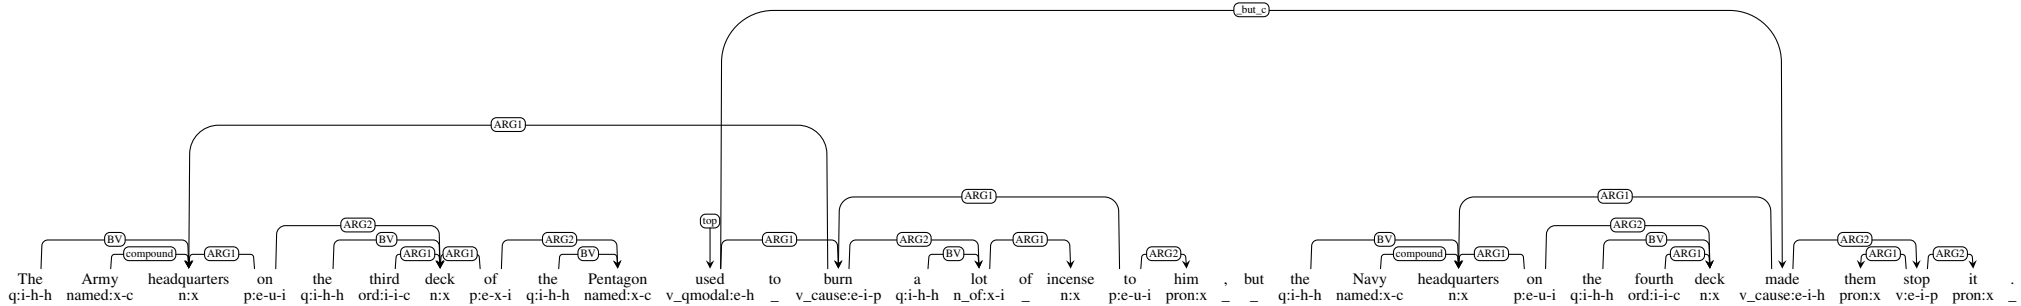 _but_c
ARG1
ARG1 ARG1
top
ARG2 ARG2
BV BV ARG2 ARG1 ARG2 ARG1 BV BV ARG2
compound ARG1 ARG1 ARG1 BV BV ARG2 compound ARG1 ARG1 ARG1 ARG2
The Army headquarters on the third deck of the Pentagon used to burn a lot of incense to him , but the Navy headquarters on the fourth deck made them stop it .
q:i-h-h named:x-c n:x p:e-u-i q:i-h-h ord:i-i-c n:x p:e-x-i q:i-h-h named:x-c v_qmodal:e-h _ v_cause:e-i-p q:i-h-h n_of:x-i _ n:x p:e-u-i pron:x _ _ q:i-h-h named:x-c n:x p:e-u-i q:i-h-h ord:i-i-c n:x v_cause:e-i-h pron:x v:e-i-p pron:x _